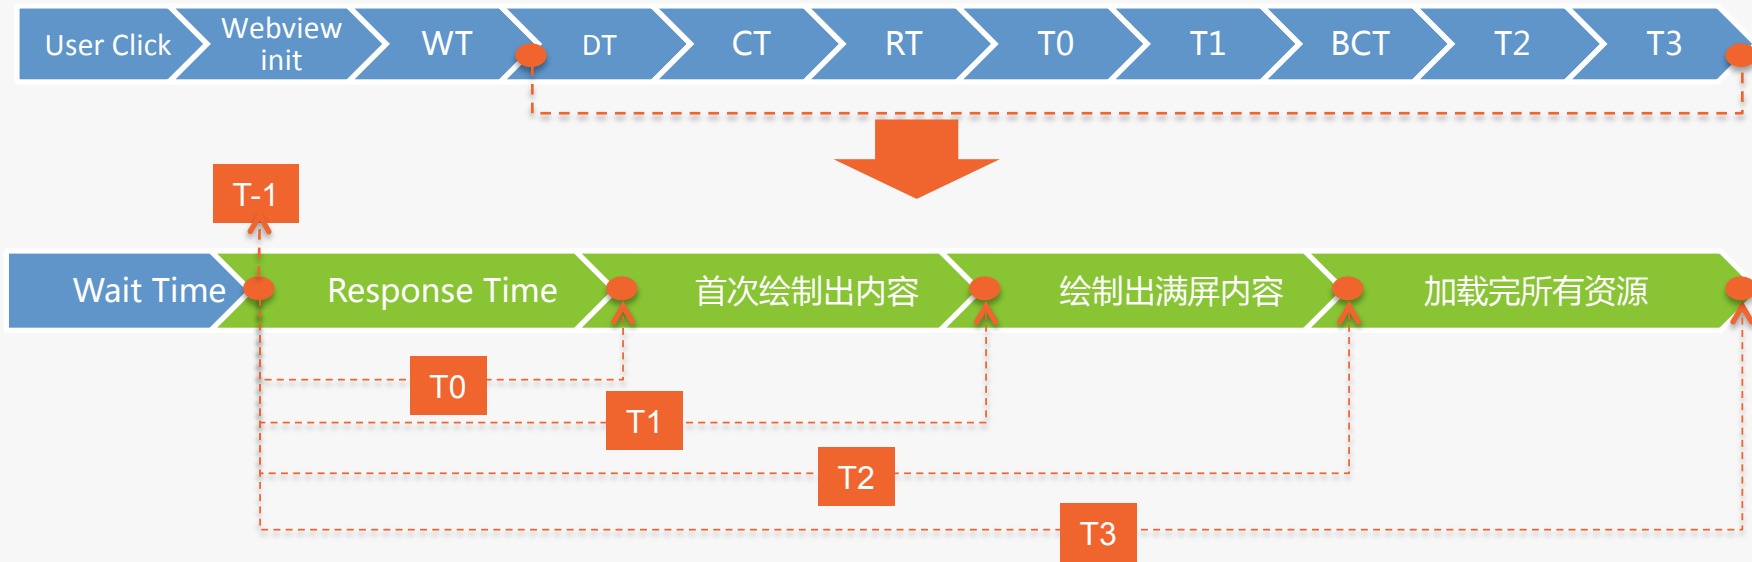 User Click
Webview
init
WT
DT
CT
RT
T0
T1
BCT
T2
T3
T-1
Wait Time
Response Time
首次绘制出内容
绘制出满屏内容
加载完所有资源
T0
T1
T2
T3